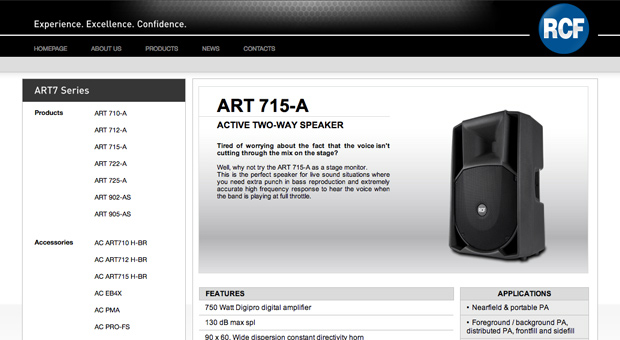 Experience. Excellence. Confidence.
RCF
HOMEPAGE ABOUT US PRODUCTS NEWS CONTACTS
ART7 Series
Products
ART 710-A
ART 712-A
ART 715-A
ART 722-A
ART 725-A
ART 902-AS
ART 905-AS
Accessories
AC ART710 H-BR
AC ART712 H-BR
AC ART715 H-BR
AC EB4X
AC PMA
AC PRO-FS
ART 715-A
ACTIVE TWO-WAY SPEAKER
Tired of worrying about the fact that the voice isn't
cutting through the mix on the stage?
Well, why not try the ART 715-A as a stage monitor.
This is the perfect speaker for live sound situations where
you need extra punch in bass reproduction and extremely
accurate high frequency response to hear the voice when
the band is playing at full throttle.
RCF
FEATURES
750 Watt Digipro digital amplifier
130 dB max spl
90 x 60, Wide dispersion constant directivity horn
APPLICATIONS
• Nearfield & portable PA
• Foreground / background PA,
distributed PA, frontfill and sidefill